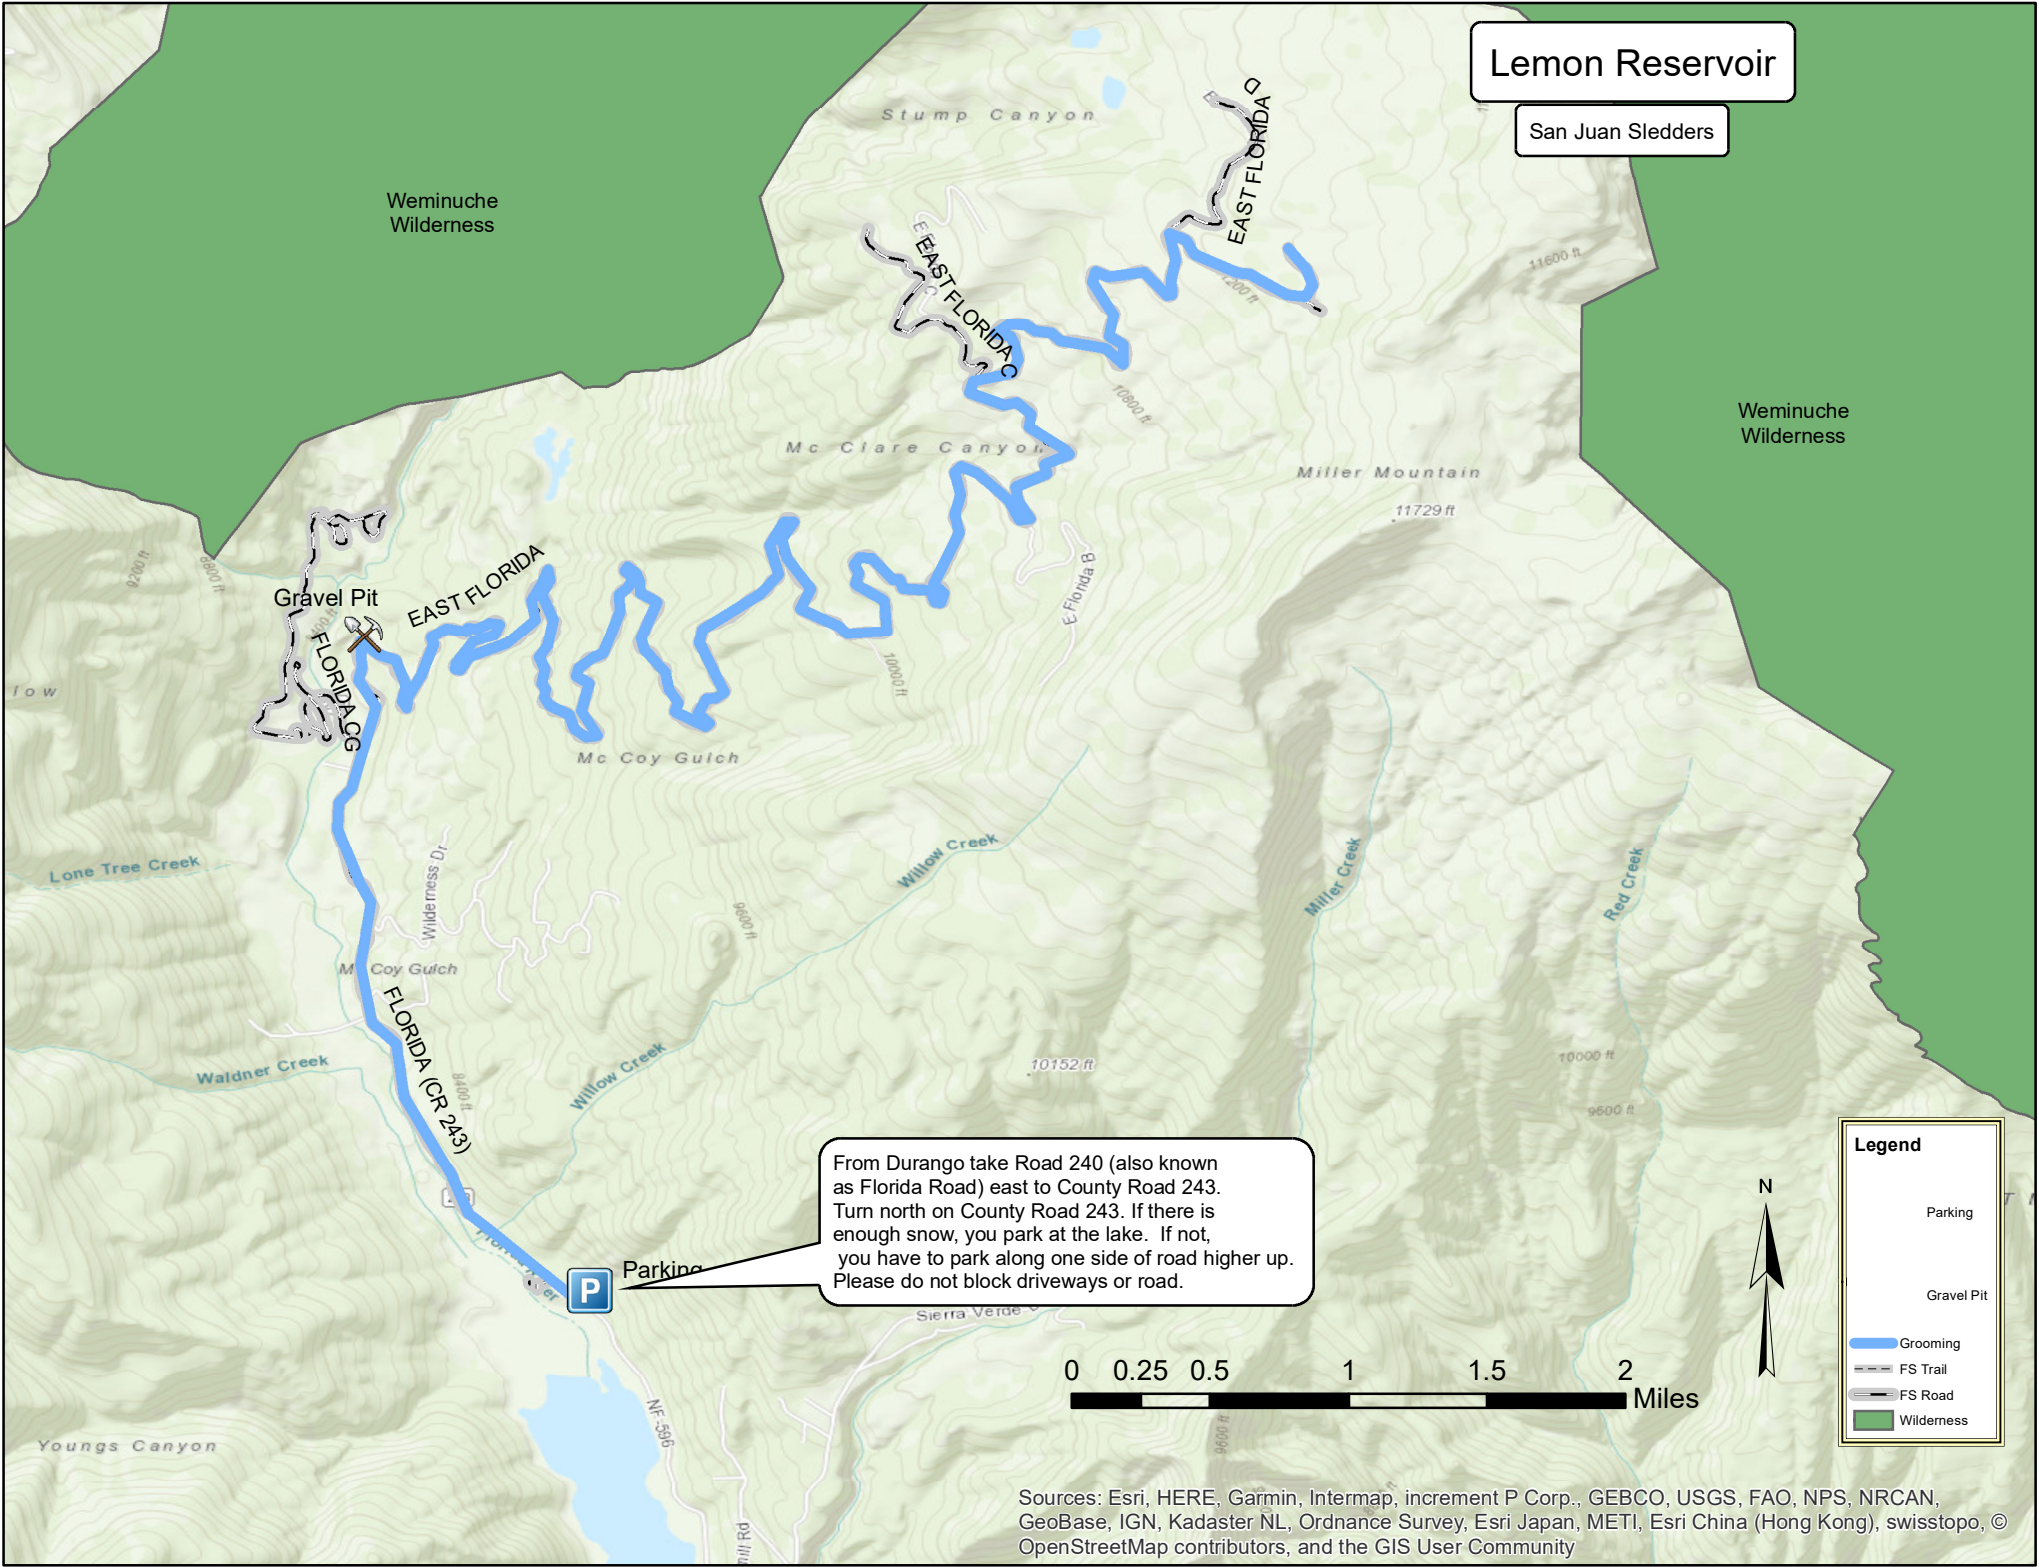 Lemon Reservoir
San Juan Sledders
Stump Canyon
EAST FLORIDA D
Weminuche
Wilderness
EAST FLORIDA C
11600 ft
10800 ft
Mc Clare Canyon
Weminuche
Wilderness
Miller Mountain
11729 ft
9200 ft
8800 ft
EAST FLORIDA
Gravel Pit
E Florida B
FLORIDA CG
10000 ft
low
Mc Coy Gulch
Lone Tree Creek
Wilderness Dr
Willow Creek
Miller Creek
Red Creek
9600 ft
Coy Gulch
FLORIDA (CR 243)
Waldner Creek
8400 ft
Willow Creek
10152 ft
10000 ft
9600 ft
Parking
From Durango take Road 240 (also known
as Florida Road) east to County Road 243.
Turn north on County Road 243. If there is
enough snow, you park at the lake.  If not,
you have to park along one side of road higher up.
Please do not block driveways or road.
P
Sierra Verde
N
Legend
Parking
Gravel Pit
Grooming
FS Trail
FS Road
Wilderness
0 0.25 0.5 1 1.5 2
Miles
NF-596
9600 ft
Youngs Canyon
Sources: Esri, HERE, Garmin, Intermap, increment P Corp., GEBCO, USGS, FAO, NPS, NRCAN,
GeoBase, IGN, Kadaster NL, Ordnance Survey, Esri Japan, METI, Esri China (Hong Kong), swisstopo, ©
OpenStreetMap contributors, and the GIS User Community